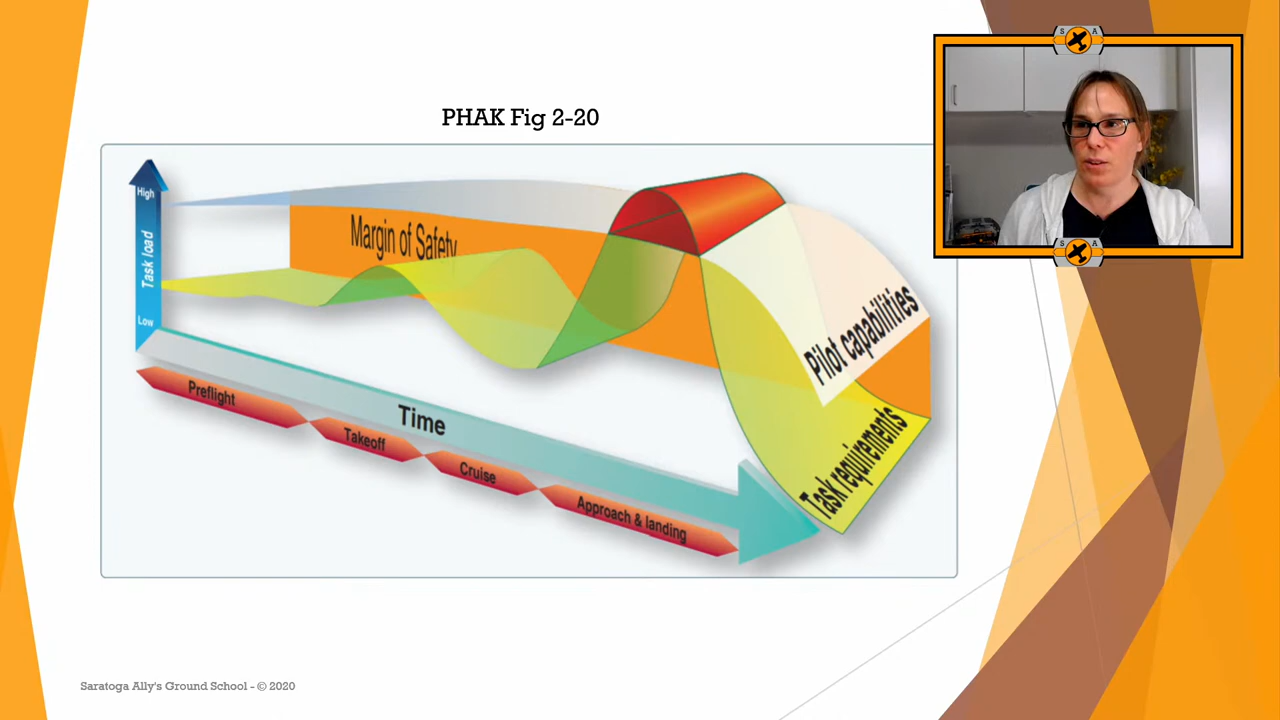 PHAK Fig 2-20
S A
High
Task load
Low
Margin of Safety
Pilot capabilities
Task requirements
Time
Preflight
Takeoff
Cruise
Approach & landing
S A
Saratoga Ally's Ground School - © 2020